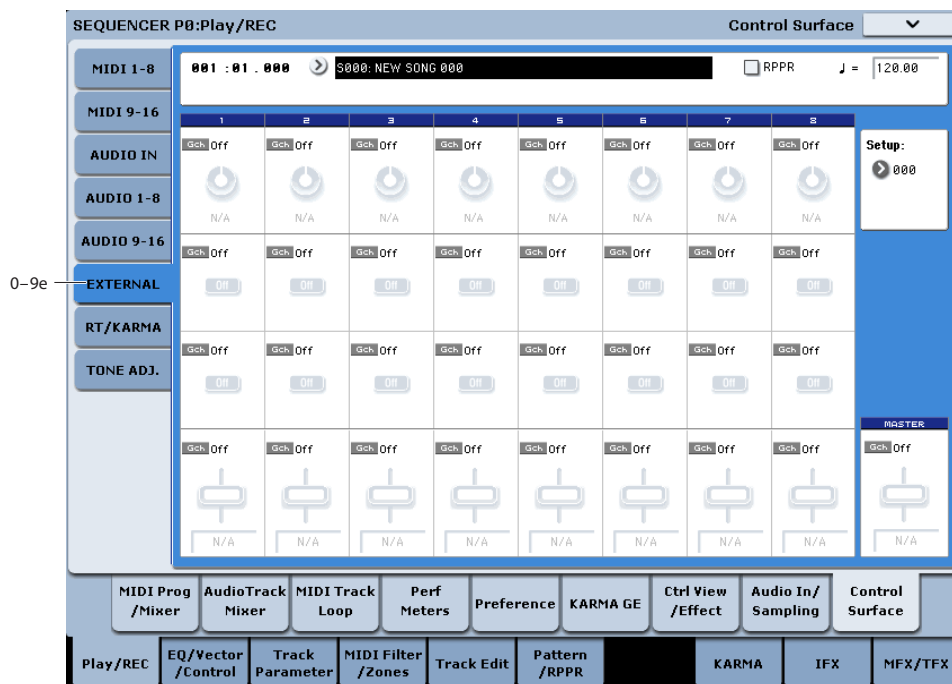 SEQUENCER P0:Play/REC Control Surface
MIDI 1-8
MIDI 9-16
AUDIO IN
AUDIO 1-8
AUDIO 9-16
0–9e
EXTERNAL
RT/KARMA
TONE ADJ.
001 :01 . 000 S000: NEW SONG 000 RPPR ♩ = 120.00
1 2 3 4 5 6 7 8
Gch Off Gch Off Gch Off Gch Off Gch Off Gch Off Gch Off Gch Off
N/A N/A N/A N/A N/A N/A N/A N/A
Gch Off Gch Off Gch Off Gch Off Gch Off Gch Off Gch Off Gch Off
Off Off Off Off Off Off Off Off
Gch Off Gch Off Gch Off Gch Off Gch Off Gch Off Gch Off Gch Off
Off Off Off Off Off Off Off Off
Gch Off Gch Off Gch Off Gch Off Gch Off Gch Off Gch Off Gch Off
N/A N/A N/A N/A N/A N/A N/A N/A
Setup:
000
MASTER
Gch Off
N/A
MIDI Prog
/Mixer
AudioTrack
Mixer
MIDI Track
Loop
Perf
Meters
Preference
KARMA GE
Ctrl View
/Effect
Audio In/
Sampling
Control
Surface
Play/REC
EQ/Vector
/Control
Track
Parameter
MIDI Filter
/Zones
Track Edit
Pattern
/RPPR
KARMA
IFX
MFX/TFX